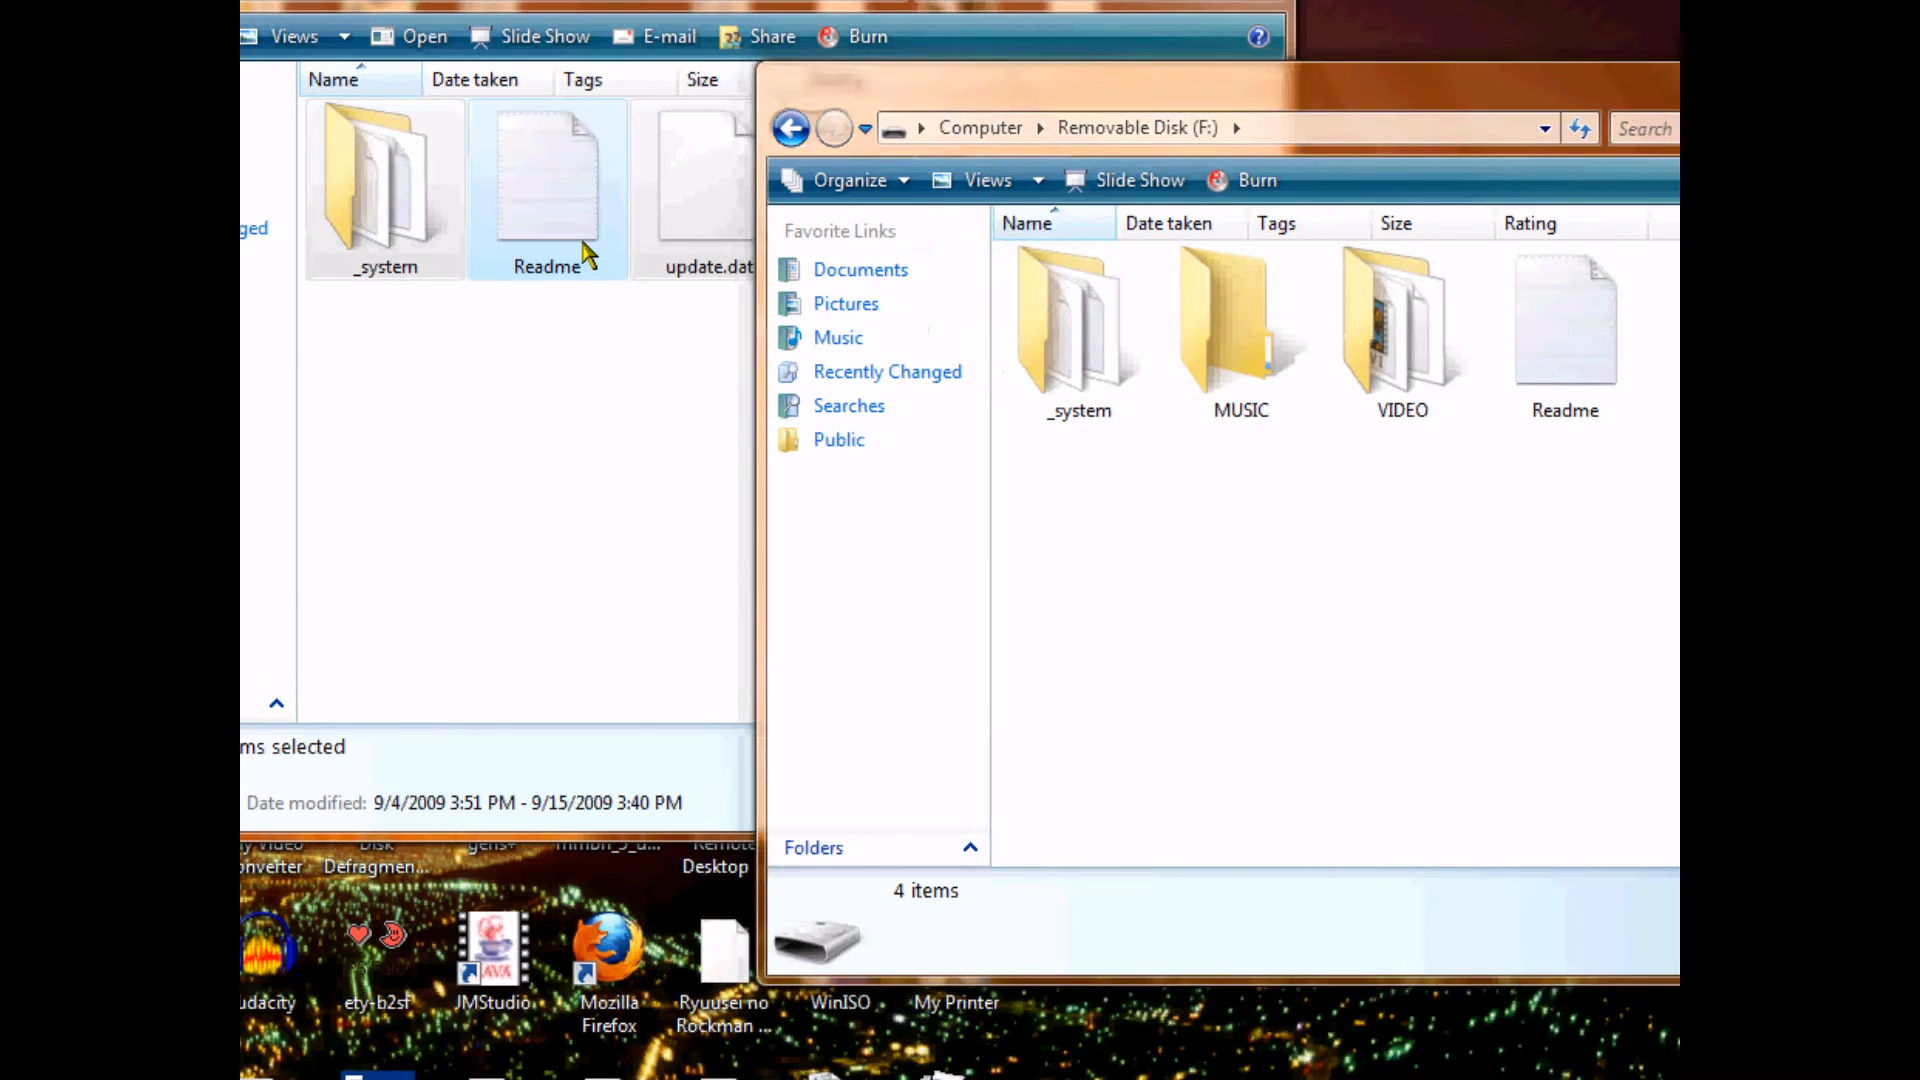 Views Open Slide Show E-mail Share Burn
Name Date taken Tags Size
_system Readme update.dat
ged
ms selected
Date modified: 9/4/2009 3:51 PM - 9/15/2009 3:40 PM
Computer Removable Disk (F:) Search
Organize Views Slide Show Burn
Favorite Links
Documents
Pictures
Music
Recently Changed
Searches
Public
Name Date taken Tags Size Rating
_system MUSIC VIDEO Readme
Folders
4 items
nverter Defragmen... Desktop
AVA
udacity ety-b2sf JMStudio Mozilla Firefox Ryuusei no Rockman ... WinISO My Printer